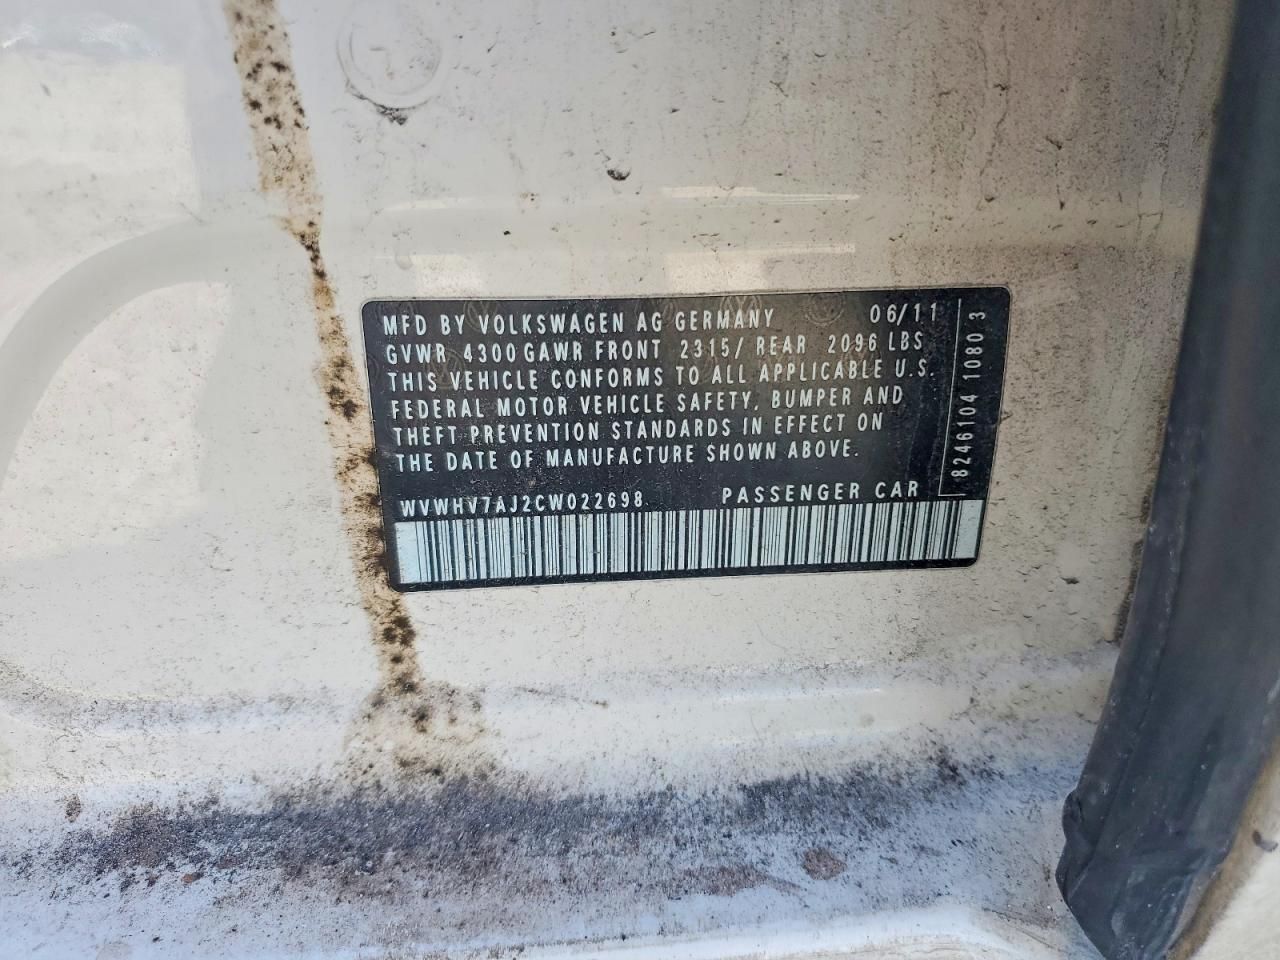 MFD BY VOLKSWAGEN AG GERMANY 06/11
GVWR 4300 GAWR FRONT 2315/ REAR 2096 LBS
THIS VEHICLE CONFORMS TO ALL APPLICABLE U.S.
FEDERAL MOTOR VEHICLE SAFETY, BUMPER AND
THEFT PREVENTION STANDARDS IN EFFECT ON
THE DATE OF MANUFACTURE SHOWN ABOVE.
WVWHV7AJ2CW022698 PASSENGER CAR
8246104 1080 3